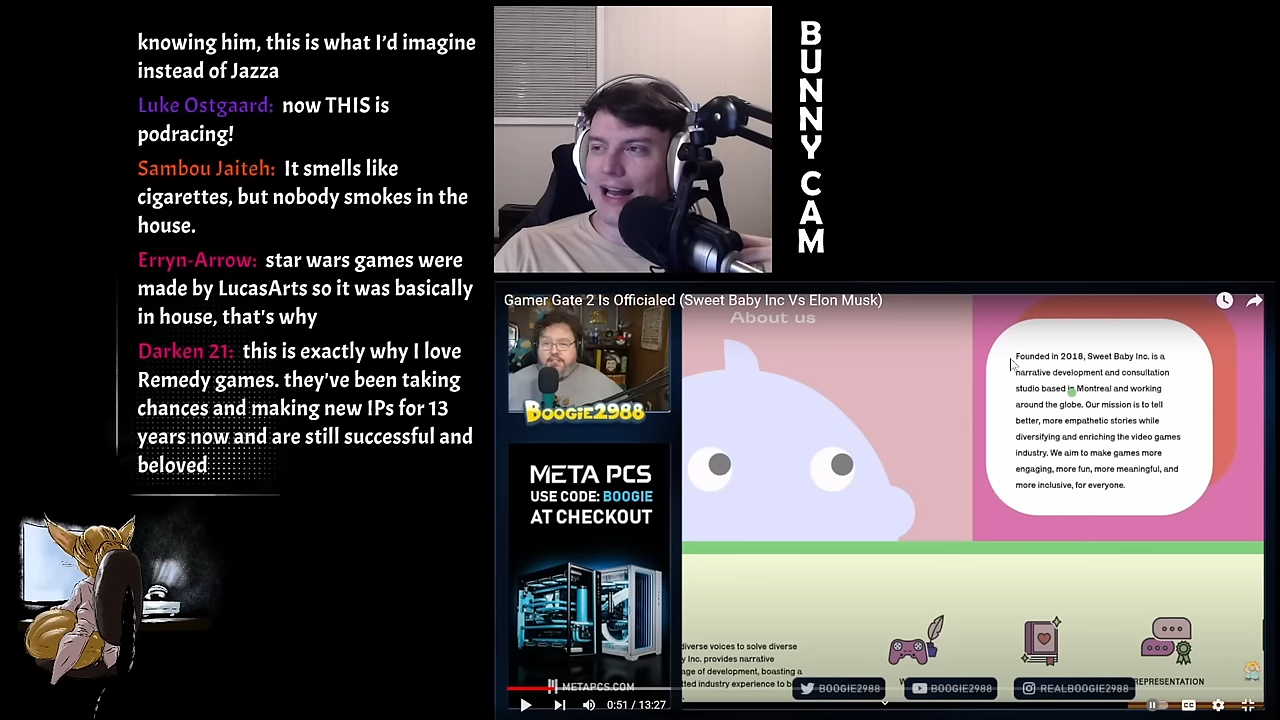 knowing him, this is what I'd imagine
instead of Jazza
Luke Ostgaard: now THIS is
podracing!
Sambou Jaiteh: It smells like
cigarettes, but nobody smokes in the
house.
Erryn-Arrow: star wars games were
made by LucasArts so it was basically
in house, that's why
Darken 21: this is exactly why I love
Remedy games. they've been taking
chances and making new IPs for 13
years now and are still successful and
beloved
BUNNY CAM
Gamer Gate 2 Is Officialed (Sweet Baby Inc Vs Elon Musk)
About us
Founded in 2018, Sweet Baby Inc. is a
narrative development and consultation
studio based in Montreal and working
around the globe. Our mission is to tell
better, more empathetic stories while
diversifying and enriching the video games
industry. We aim to make games more
engaging, more fun, more meaningful, and
more inclusive, for everyone.
BOOGIE2988
META PCS
USE CODE: BOOGIE
AT CHECKOUT
METAPCS.COM
diverse voices to solve diverse
Inc. provides narrative
of development, boasting a
industry experience to
REPRESENTATION
BOOGIE2988
BOOGIE2988
REALBOOGIE2988
0:51 / 13:27
CC